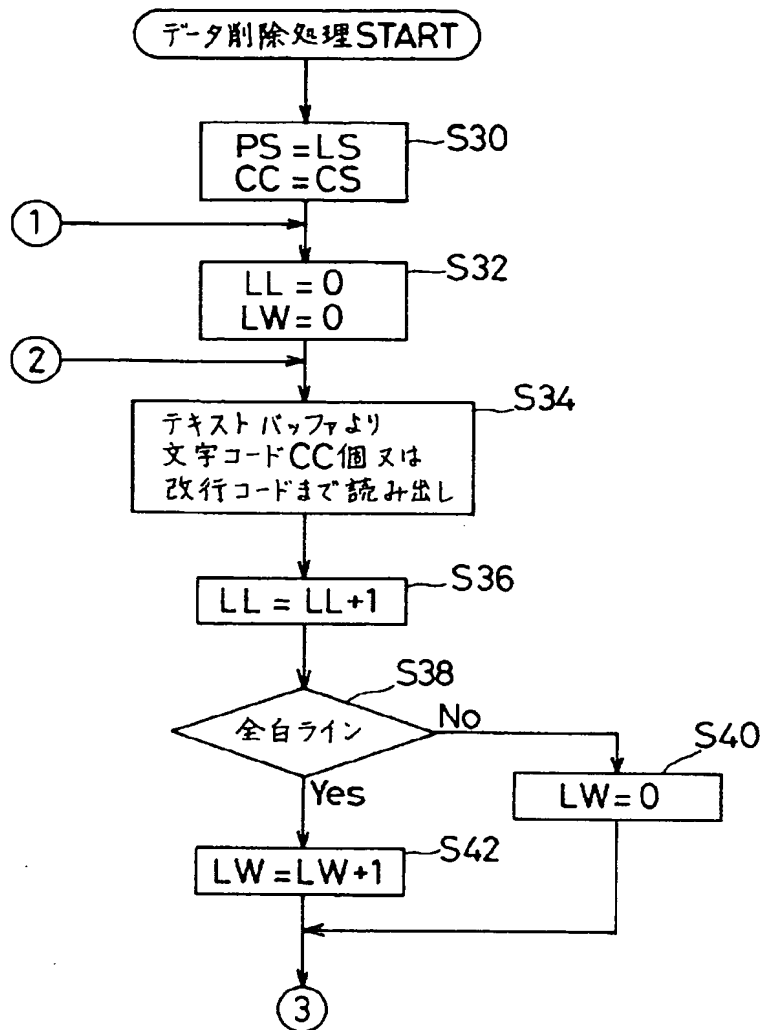 データ削除処理START
PS=LS
CC=CS
S30
①
LL=0
LW=0
S32
②
テキストバッファより
文字コードCC個又は
改行コードまで読み出し
S34
LL=LL+1
S36
全白ライン
S38
No
Yes
LW=0
S40
LW=LW+1
S42
③